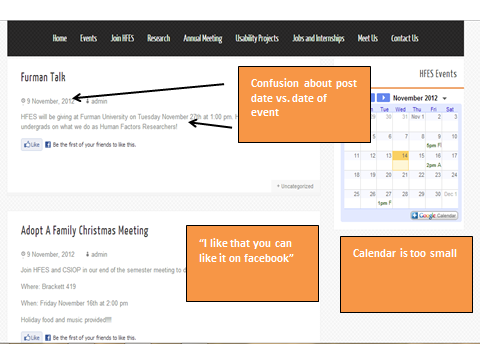 Home Events Join HFES Research Annual Meeting Usability Projects Jobs and Internships Meet Us Contact Us
Furman Talk
9 November, 2012 admin
HFES will be giving at Furman University on Tuesday November 27th at 1:00 pm. H
undergrads on what we do as Human Factors Researchers!
Like Be the first of your friends to like this.
+ Uncategorized
Confusion about post
date vs. date of
event
HFES Events
November 2012
Tue Wed Thu Fri Sat
30 31 Nov 1 2 3
6 7 8 9 10
5pm F
11 12 13 14 15 16 17
2pm A
18 19 20 21 22 23 24
25 26 27 28 29 30 Dec 1
1pm F
Google Calendar
Adopt A Family Christmas Meeting
9 November, 2012 admin
Join HFES and CSIOP in our end of the semester meeting to d
Where: Brackett 419
When: Friday November 16th at 2:00 pm
Holiday food and music provided!!!!
Like Be the first of your friends to like this.
“I like that you can
like it on facebook”
Calendar is too small